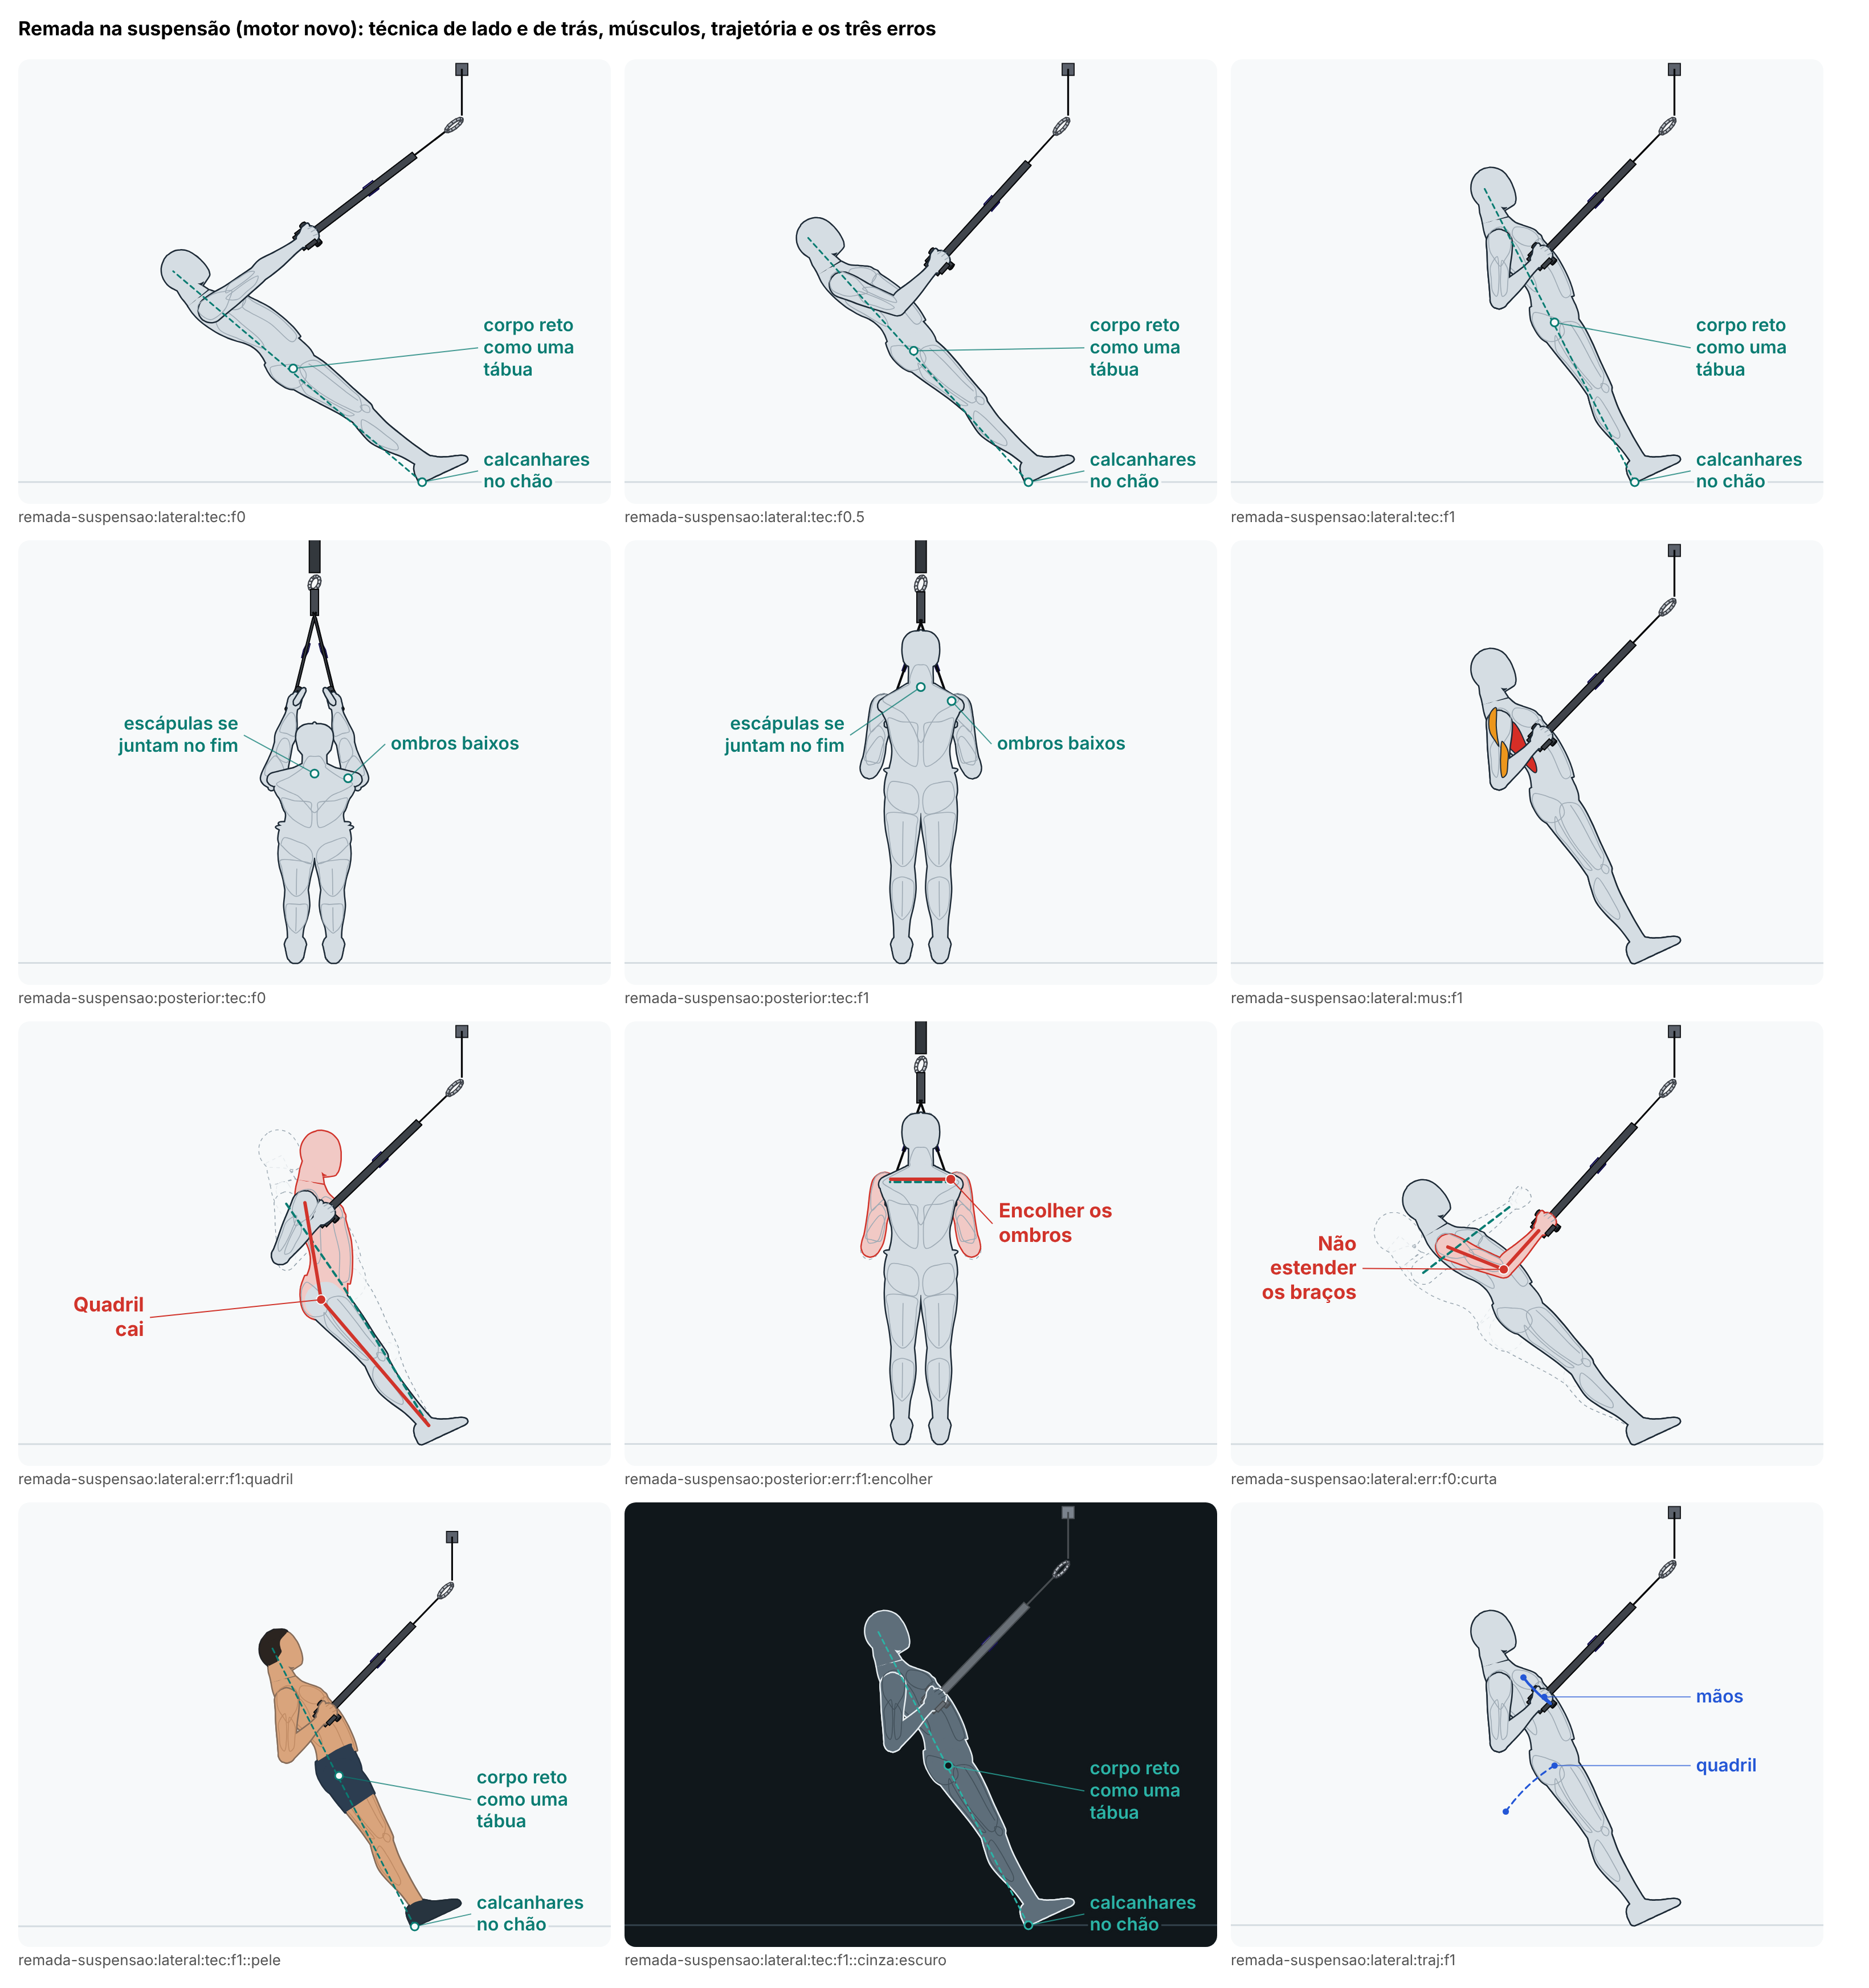 Remada na suspensão (motor novo): técnica de lado e de trás, músculos, trajetória e os três erros
corpo reto
como uma
tábua
calcanhares
no chão
remada-suspensao:lateral:tec:f0
corpo reto
como uma
tábua
calcanhares
no chão
remada-suspensao:lateral:tec:f0.5
corpo reto
como uma
tábua
calcanhares
no chão
remada-suspensao:lateral:tec:f1
escápulas se
juntam no fim
ombros baixos
remada-suspensao:posterior:tec:f0
escápulas se
juntam no fim
ombros baixos
remada-suspensao:posterior:tec:f1
remada-suspensao:lateral:mus:f1
Quadril
cai
remada-suspensao:lateral:err:f1:quadril
Encolher os
ombros
remada-suspensao:posterior:err:f1:encolher
Não
estender
os braços
remada-suspensao:lateral:err:f0:curta
corpo reto
como uma
tábua
calcanhares
no chão
remada-suspensao:lateral:tec:f1::pele
corpo reto
como uma
tábua
calcanhares
no chão
remada-suspensao:lateral:tec:f1::cinza:escuro
mãos
quadril
remada-suspensao:lateral:traj:f1